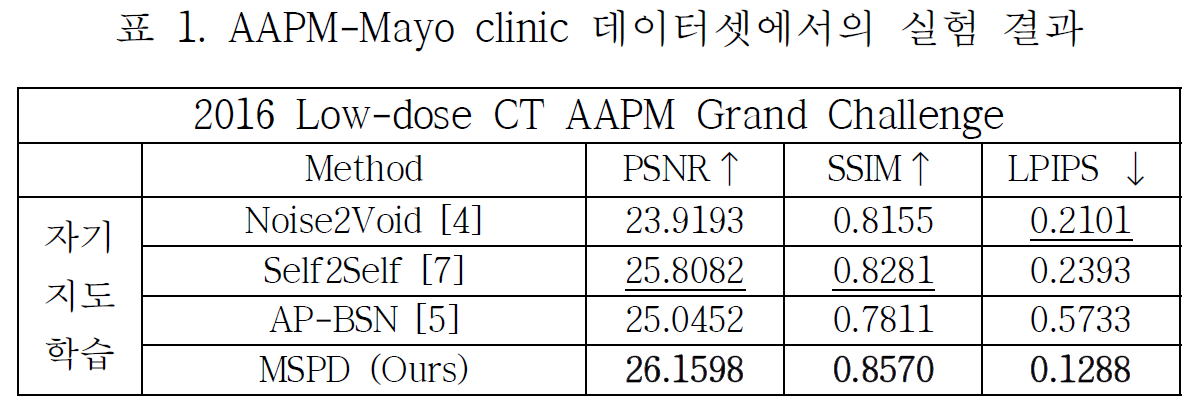 표 1. AAPM-Mayo clinic 데이터셋에서의 실험 결과
2016 Low-dose CT AAPM Grand Challenge
Method PSNR↑ SSIM↑ LPIPS ↓
자기
지도
학습
Noise2Void [4] 23.9193 0.8155 0.2101
Self2Self [7] 25.8082 0.8281 0.2393
AP-BSN [5] 25.0452 0.7811 0.5733
MSPD (Ours) 26.1598 0.8570 0.1288